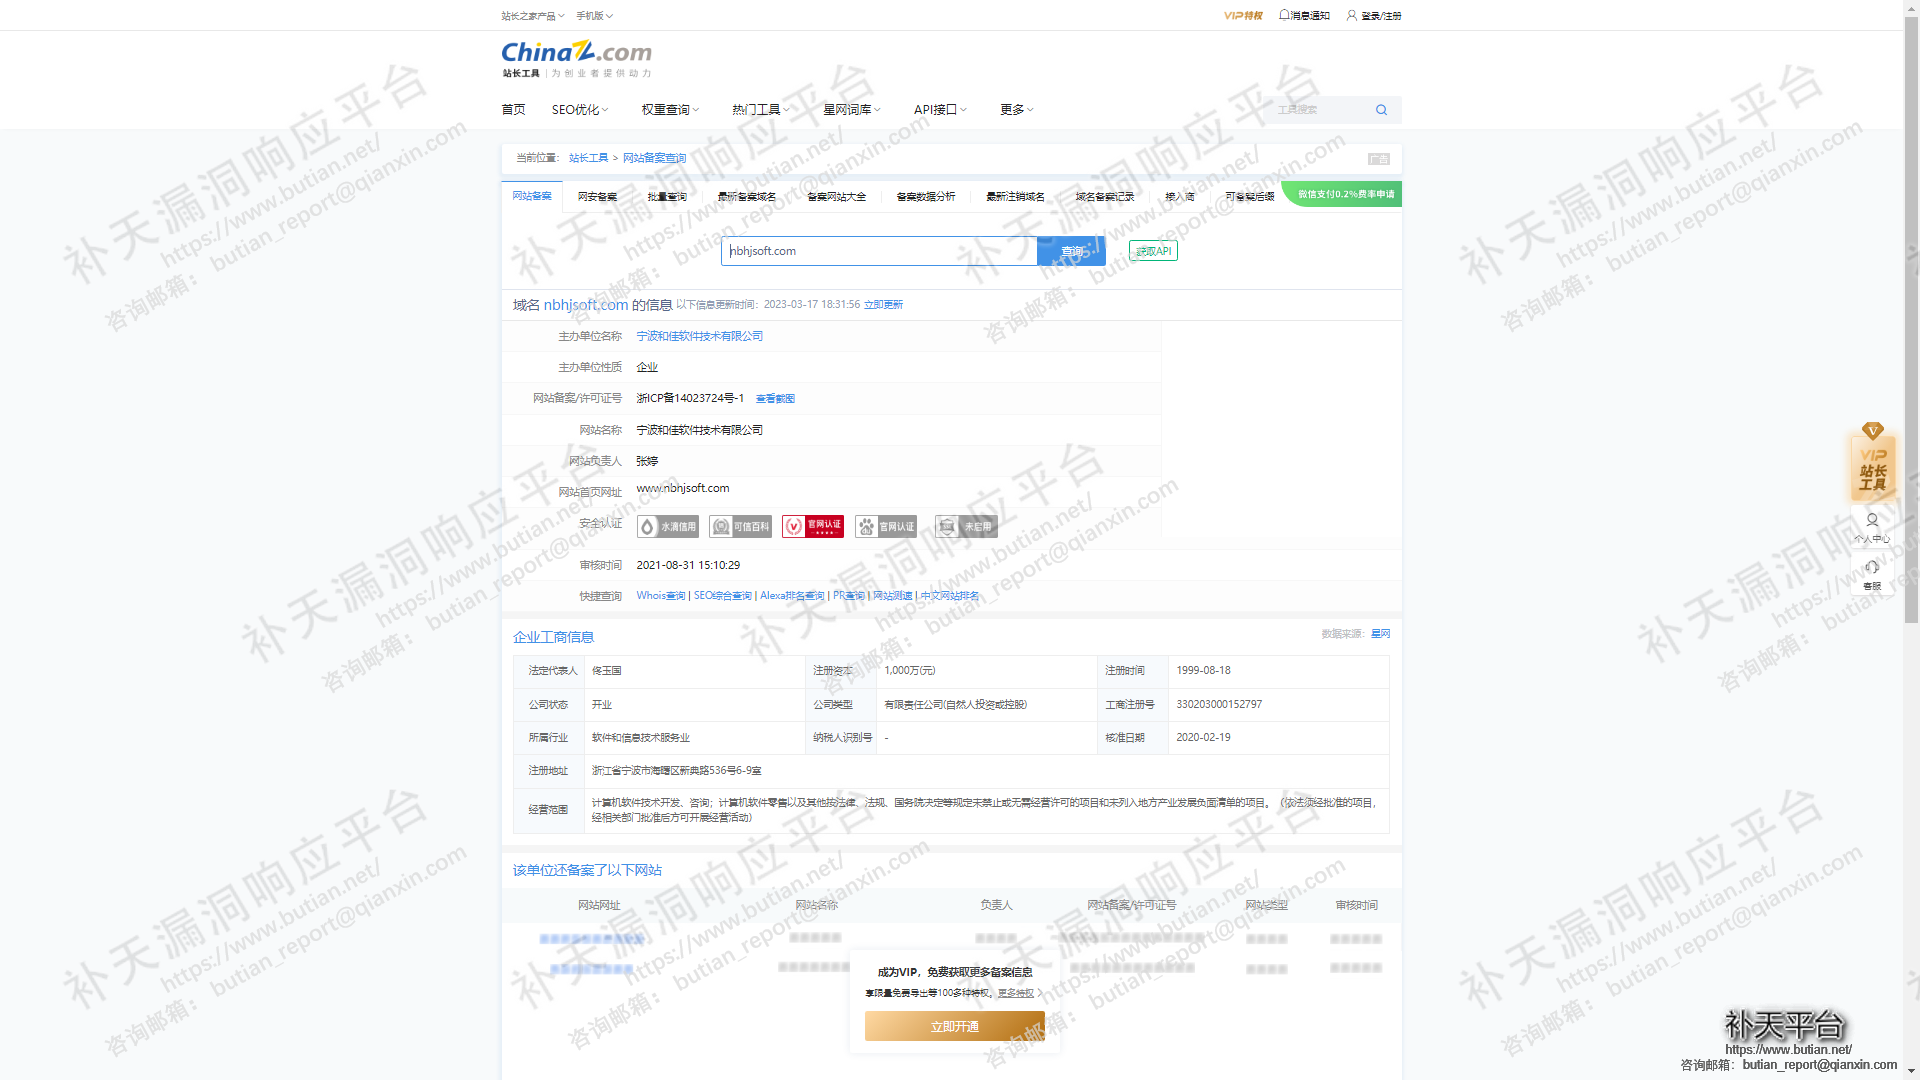 站长之家产品 手机版 VIP特权 消息通知 登录/注册
ChinaZ.com
站长工具 | 为创业者提供动力
首页 SEO优化 权重查询 热门工具 星网词库 API接口 更多 工具搜索
当前位置： 站长工具 > 网站备案查询 广告
网站备案 网安备案 批量查询 最新备案域名 备案网站大全 备案数据分析 最新注销域名 域名备案记录 接入商 可备案后缀 微信支付0.2%费率申请
nbhjsoft.com 查询 获取API
域名 nbhjsoft.com 的信息 以下信息更新时间：2023-03-17 18:31:56 立即更新
主办单位名称 宁波和佳软件技术有限公司
主办单位性质 企业
网站备案/许可证号 浙ICP备14023724号-1 查看截图
网站名称 宁波和佳软件技术有限公司
网站负责人 张婷
网站首页网址 www.nbhjsoft.com
安全认证 水滴信用 可信百科 官网认证 官网认证 未启用
审核时间 2021-08-31 15:10:29
快捷查询 Whois查询 | SEO综合查询 | Alexa排名查询 | PR查询 | 网站测速 | 中文网站排名
企业工商信息 数据来源：星网
法定代表人 佟玉国 注册资本 1,000万(元) 注册时间 1999-08-18
公司状态 开业 公司类型 有限责任公司(自然人投资或控股) 工商注册号 330203000152797
所属行业 软件和信息技术服务业 纳税人识别号 - 核准日期 2020-02-19
注册地址 浙江省宁波市海曙区新典路536号6-9室
经营范围 计算机软件技术开发、咨询；计算机软件零售以及其他按法律、法规、国务院决定等规定未禁止或无需经营许可的项目和未列入地方产业发展负面清单的项目。（依法须经批准的项目，
经相关部门批准后方可开展经营活动）
该单位还备案了以下网站
网站网址 网站名称 负责人 网站备案/许可证号 网站类型 审核时间
成为VIP，免费获取更多备案信息
享限量免费导出等100多种特权。更多特权 >
立即开通
VIP
站长
工具
个人中心
客服
补天漏洞响应平台
https://www.butian.net/
咨询邮箱：butian_report@qianxin.com
补天平台
https://www.butian.net/
咨询邮箱：butian_report@qianxin.com